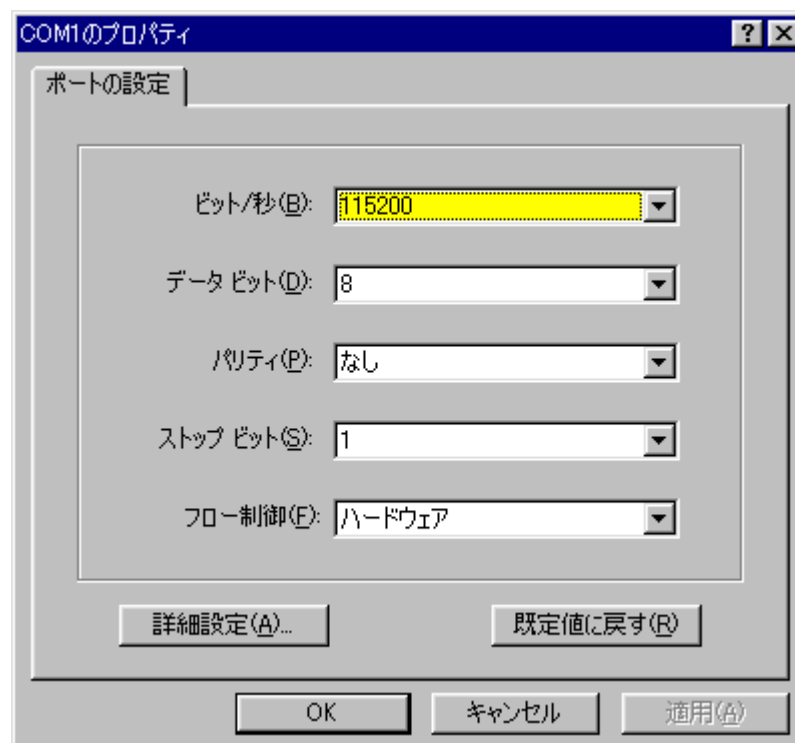 COM1のプロパティ
ポートの設定
ビット/秒(B): 115200
データ ビット(D): 8
パリティ(P): なし
ストップ ビット(S): 1
フロー制御(F): ハードウェア
詳細設定(A)... 既定値に戻す(R)
OK キャンセル 適用(A)